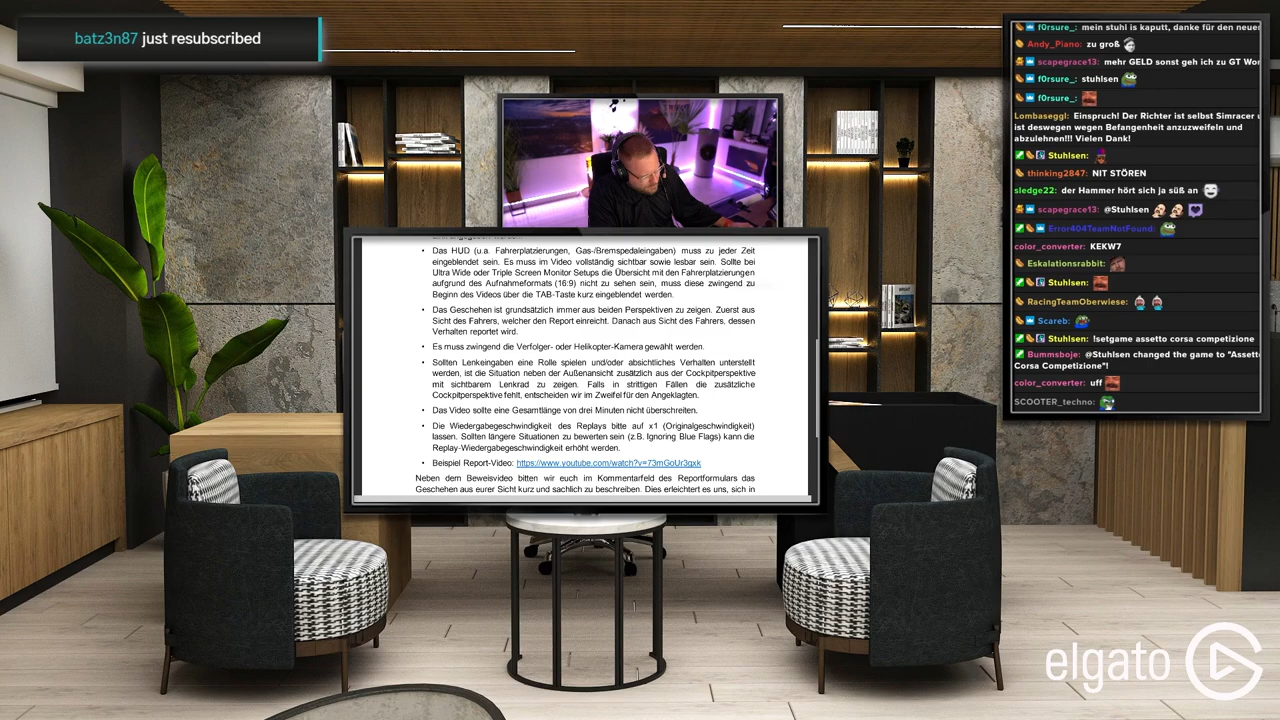 batz3n87 just resubscribed
f0rsure_: mein stuhl is kaputt, danke für den neue
Andy_Piano: zu groß
scapegrace13: mehr GELD sonst geh ich zu GT Wor
f0rsure_: stuhlsen
f0rsure_:
Lombaseggl: Einspruch! Der Richter ist selbst Simracer u
ist deswegen wegen Befangenheit anzuzweifeln und
abzulehnen!!! Vielen Dank!
Stuhlsen:
thinking2847: NIT STÖREN
sledge22: der Hammer hört sich ja süß an
scapegrace13: @Stuhlsen
Error404TeamNotFound:
color_converter: KEKW7
Eskalationsrabbit:
Stuhlsen:
RacingTeamOberwiese:
Scareb:
Stuhlsen: !setgame assetto corsa competizione
Bummsboje: @Stuhlsen changed the game to "Assetto
Corsa Competizione"!
color_converter: uff
SCOOTER_techno:
• Das HUD (u.a. Fahrerplatzierungen, Gas-/Bremspedaleingaben) muss zu jeder Zeit
eingeblendet sein. Es muss im Video vollständig sichtbar sowie lesbar sein. Sollte bei
Ultra Wide oder Triple Screen Monitor Setups die Übersicht mit den Fahrerplatzierungen
aufgrund des Aufnahmeformats (16:9) nicht zu sehen sein, muss diese zwingend zu
Beginn des Videos über die TAB-Taste kurz eingeblendet werden.
• Das Geschehen ist grundsätzlich immer aus beiden Perspektiven zu zeigen. Zuerst aus
Sicht des Fahrers, welcher den Report einreicht. Danach aus Sicht des Fahrers, dessen
Verhalten reportet wird.
• Es muss zwingend die Verfolger- oder Helikopter-Kamera gewählt werden.
• Sollten Lenkeingaben eine Rolle spielen und/oder absichtliches Verhalten unterstellt
werden, ist die Situation neben der Außenansicht zusätzlich aus der Cockpitperspektive
mit sichtbarem Lenkrad zu zeigen. Falls in strittigen Fällen die zusätzliche
Cockpitperspektive fehlt, entscheiden wir im Zweifel für den Angeklagten.
• Das Video sollte eine Gesamtlänge von drei Minuten nicht überschreiten.
• Die Wiedergabegeschwindigkeit des Replays bitte auf x1 (Originalgeschwindigkeit)
lassen. Sollten längere Situationen zu bewerten sein (z.B. Ignoring Blue Flags) kann die
Replay-Wiedergabegeschwindigkeit erhöht werden.
• Beispiel Report-Video: https://www.youtube.com/watch?v=73mGoUr3gxk
Neben dem Beweisvideo bitten wir euch im Kommentarfeld des Reportformulars das
Geschehen aus eurer Sicht kurz und sachlich zu beschreiben. Dies erleichtert es uns, sich in
elgato